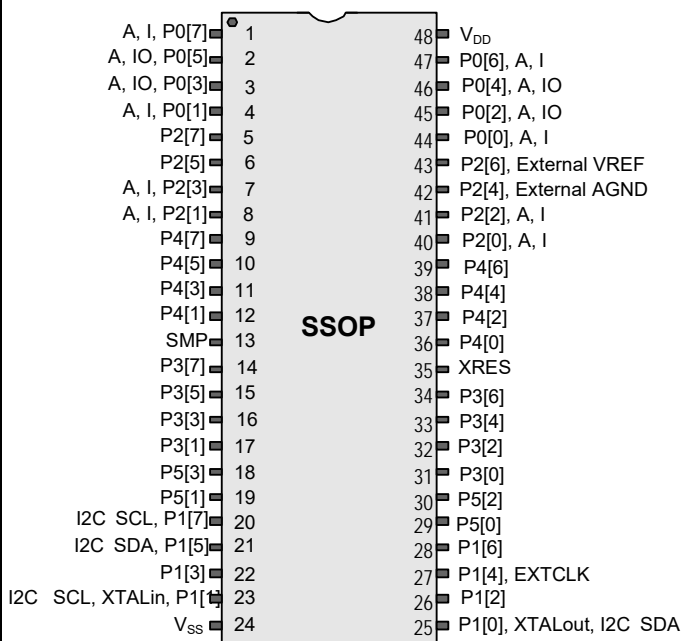 A, I, P0[7] 1 48 VDD
A, IO, P0[5] 2 47 P0[6], A, I
A, IO, P0[3] 3 46 P0[4], A, IO
A, I, P0[1] 4 45 P0[2], A, IO
P2[7] 5 44 P0[0], A, I
P2[5] 6 43 P2[6], External VREF
A, I, P2[3] 7 42 P2[4], External AGND
A, I, P2[1] 8 41 P2[2], A, I
P4[7] 9 40 P2[0], A, I
P4[5] 10 39 P4[6]
P4[3] 11 38 P4[4]
P4[1] 12 SSOP 37 P4[2]
SMP 13 36 P4[0]
P3[7] 14 35 XRES
P3[5] 15 34 P3[6]
P3[3] 16 33 P3[4]
P3[1] 17 32 P3[2]
P5[3] 18 31 P3[0]
P5[1] 19 30 P5[2]
I2C SCL, P1[7] 20 29 P5[0]
I2C SDA, P1[5] 21 28 P1[6]
P1[3] 22 27 P1[4], EXTCLK
I2C SCL, XTALin, P1[1] 23 26 P1[2]
VSS 24 25 P1[0], XTALout, I2C SDA